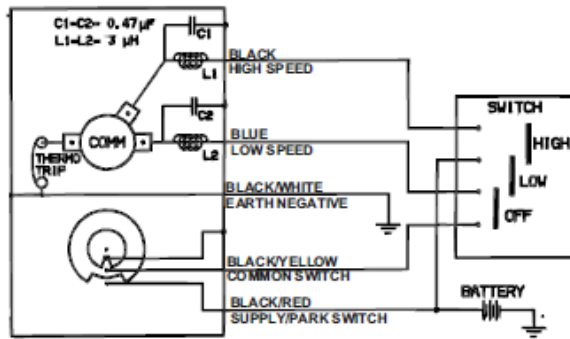 C1-C2= 0.47µF
L1-L2= 3 µH
C1
BLACK
HIGH SPEED
L1
SWITCH
HIGH
C2
COMM
BLUE
LOW SPEED
L2
THERMO
TRIP
LOW
BLACK/WHITE
EARTH NEGATIVE
OFF
BLACK/YELLOW
COMMON SWITCH
BLACK/RED
SUPPLY/PARK SWITCH
BATTERY